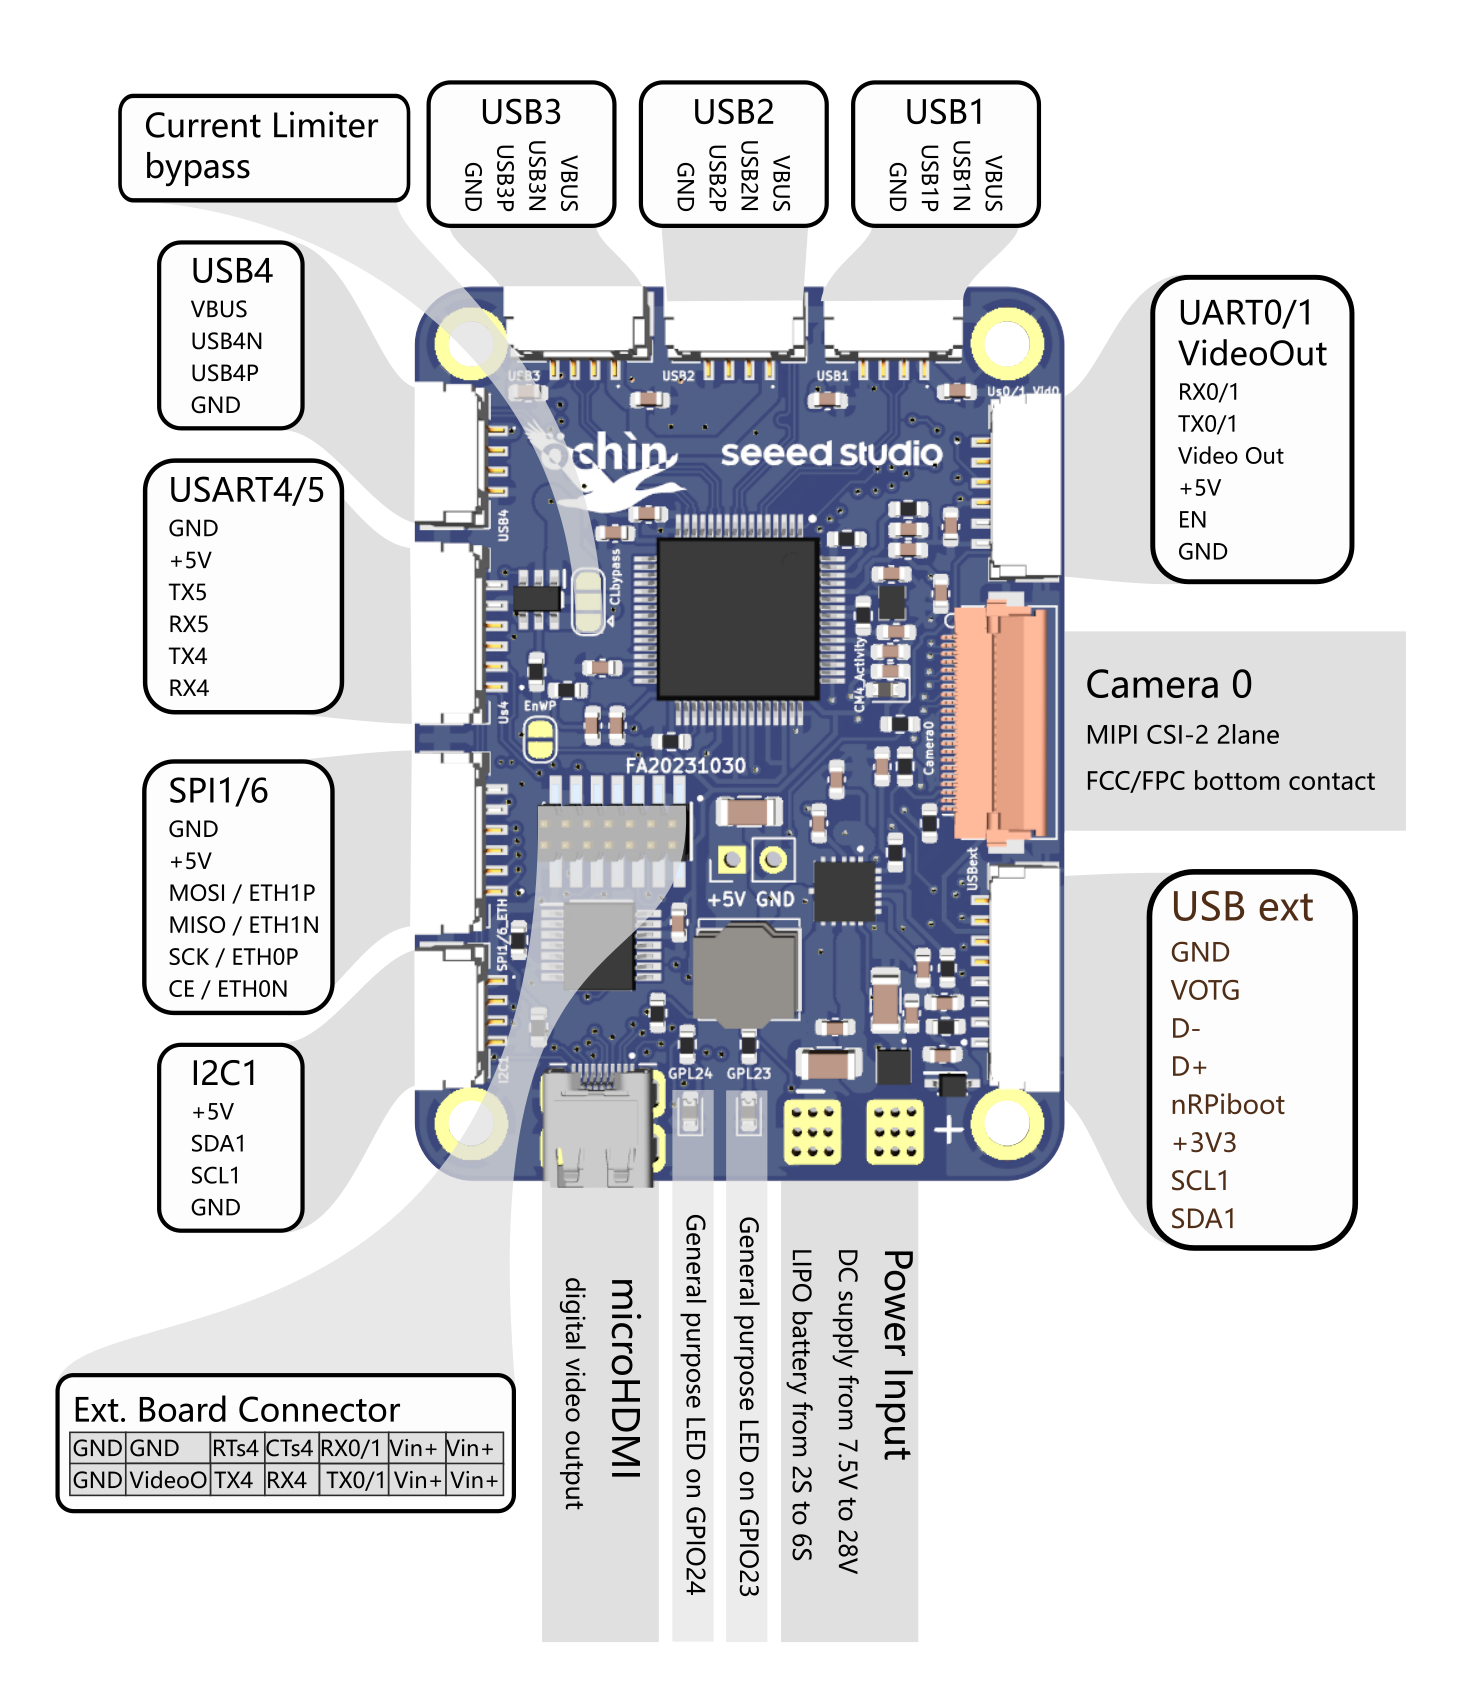 Current Limiter
bypass
USB3
GND
USB3P
USB3N
VBUS
USB2
GND
USB2P
USB2N
VBUS
USB1
GND
USB1P
USB1N
VBUS
USB4
VBUS
USB4N
USB4P
GND
USART4/5
GND
+5V
TX5
RX5
TX4
RX4
SPI1/6
GND
+5V
MOSI / ETH1P
MISO / ETH1N
SCK / ETH0P
CE / ETH0N
I2C1
+5V
SDA1
SCL1
GND
UART0/1
VideoOut
RX0/1
TX0/1
Video Out
+5V
EN
GND
Camera 0
MIPI CSI-2 2lane
FCC/FPC bottom contact
USB ext
GND
VOTG
D-
D+
nRPiboot
+3V3
SCL1
SDA1
USB3
USB2
USB1
Us0/1_Vid0
öchìn
seeed studio
USB4
CLbypass
Us4
EnWP
CM4_Activity
Camera0
FA20231030
+5V GND
USBext
SPI1/6_ETH
I2C1
GPL24
GPL23
+
microHDMI
digital video output
General purpose LED on GPIO24
General purpose LED on GPIO23
Power Input
DC supply from 7.5V to 28V
LIPO battery from 2S to 6S
Ext. Board Connector
GND GND RTs4 CTs4 RX0/1 Vin+ Vin+
GND VideoO TX4 RX4 TX0/1 Vin+ Vin+